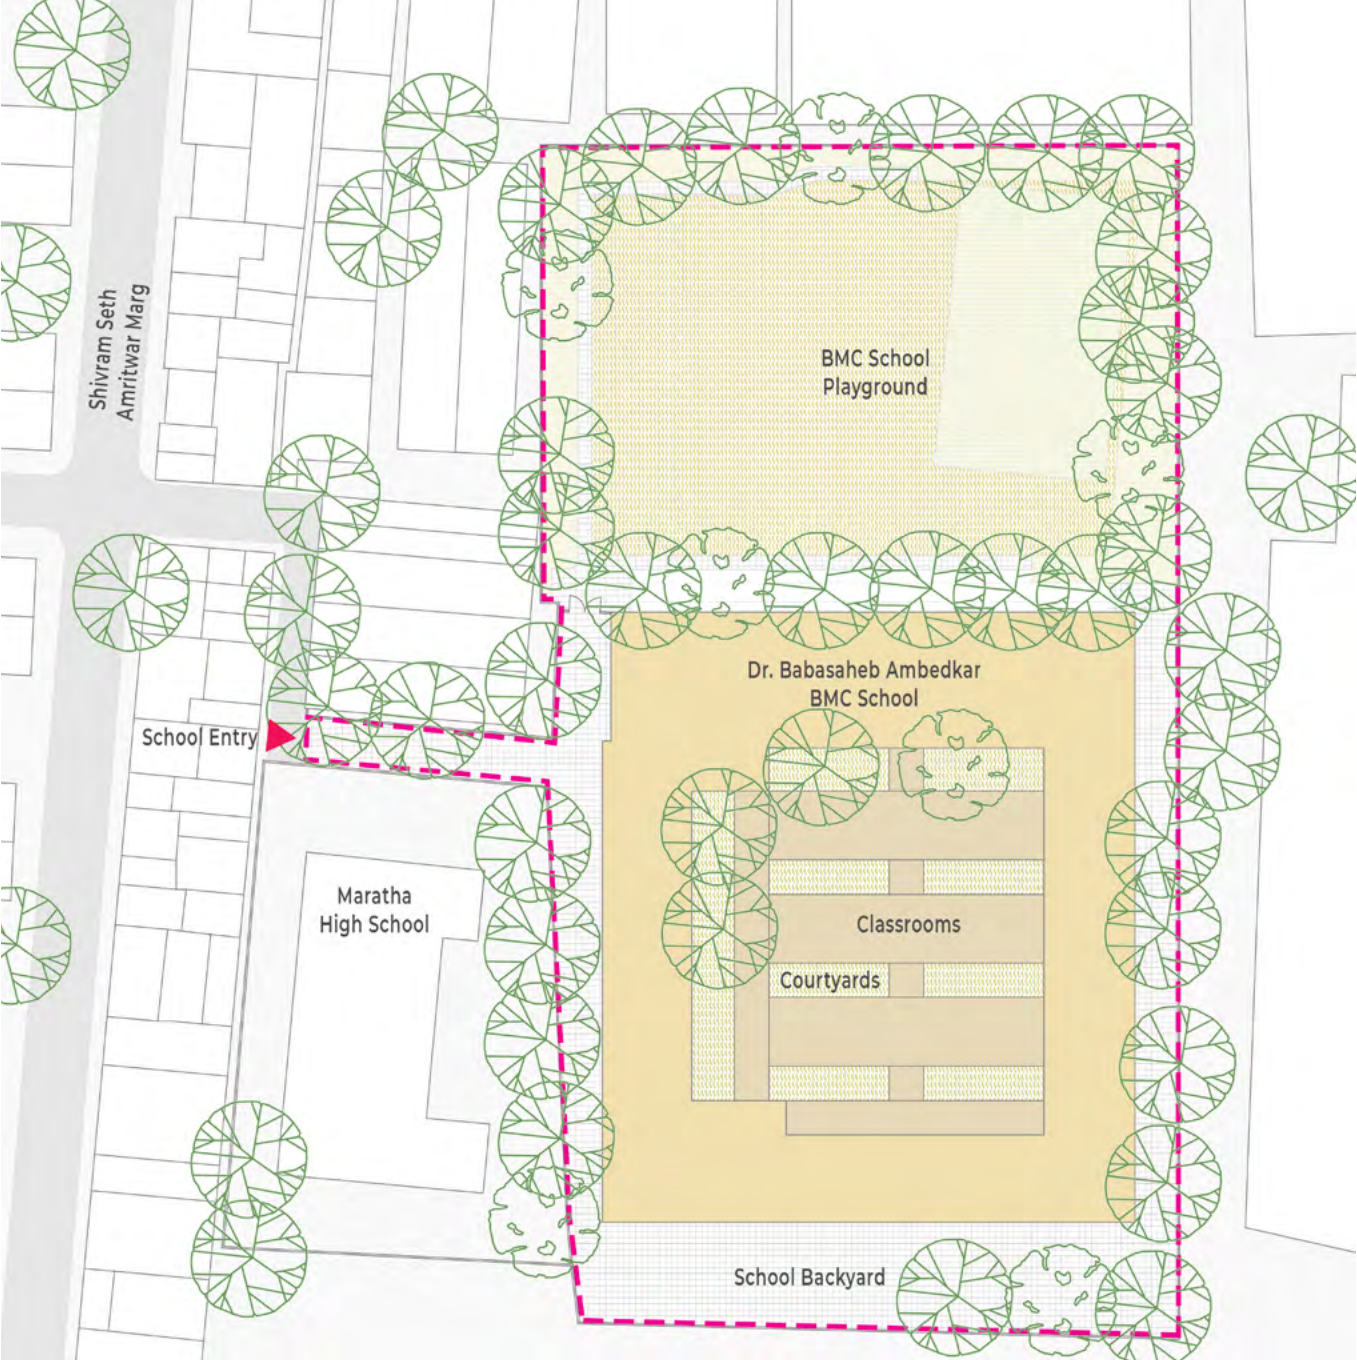 Shivram Seth
Amritwar Marg
BMC School
Playground
Dr. Babasaheb Ambedkar
BMC School
School Entry
Maratha
High School
Classrooms
Courtyards
School Backyard